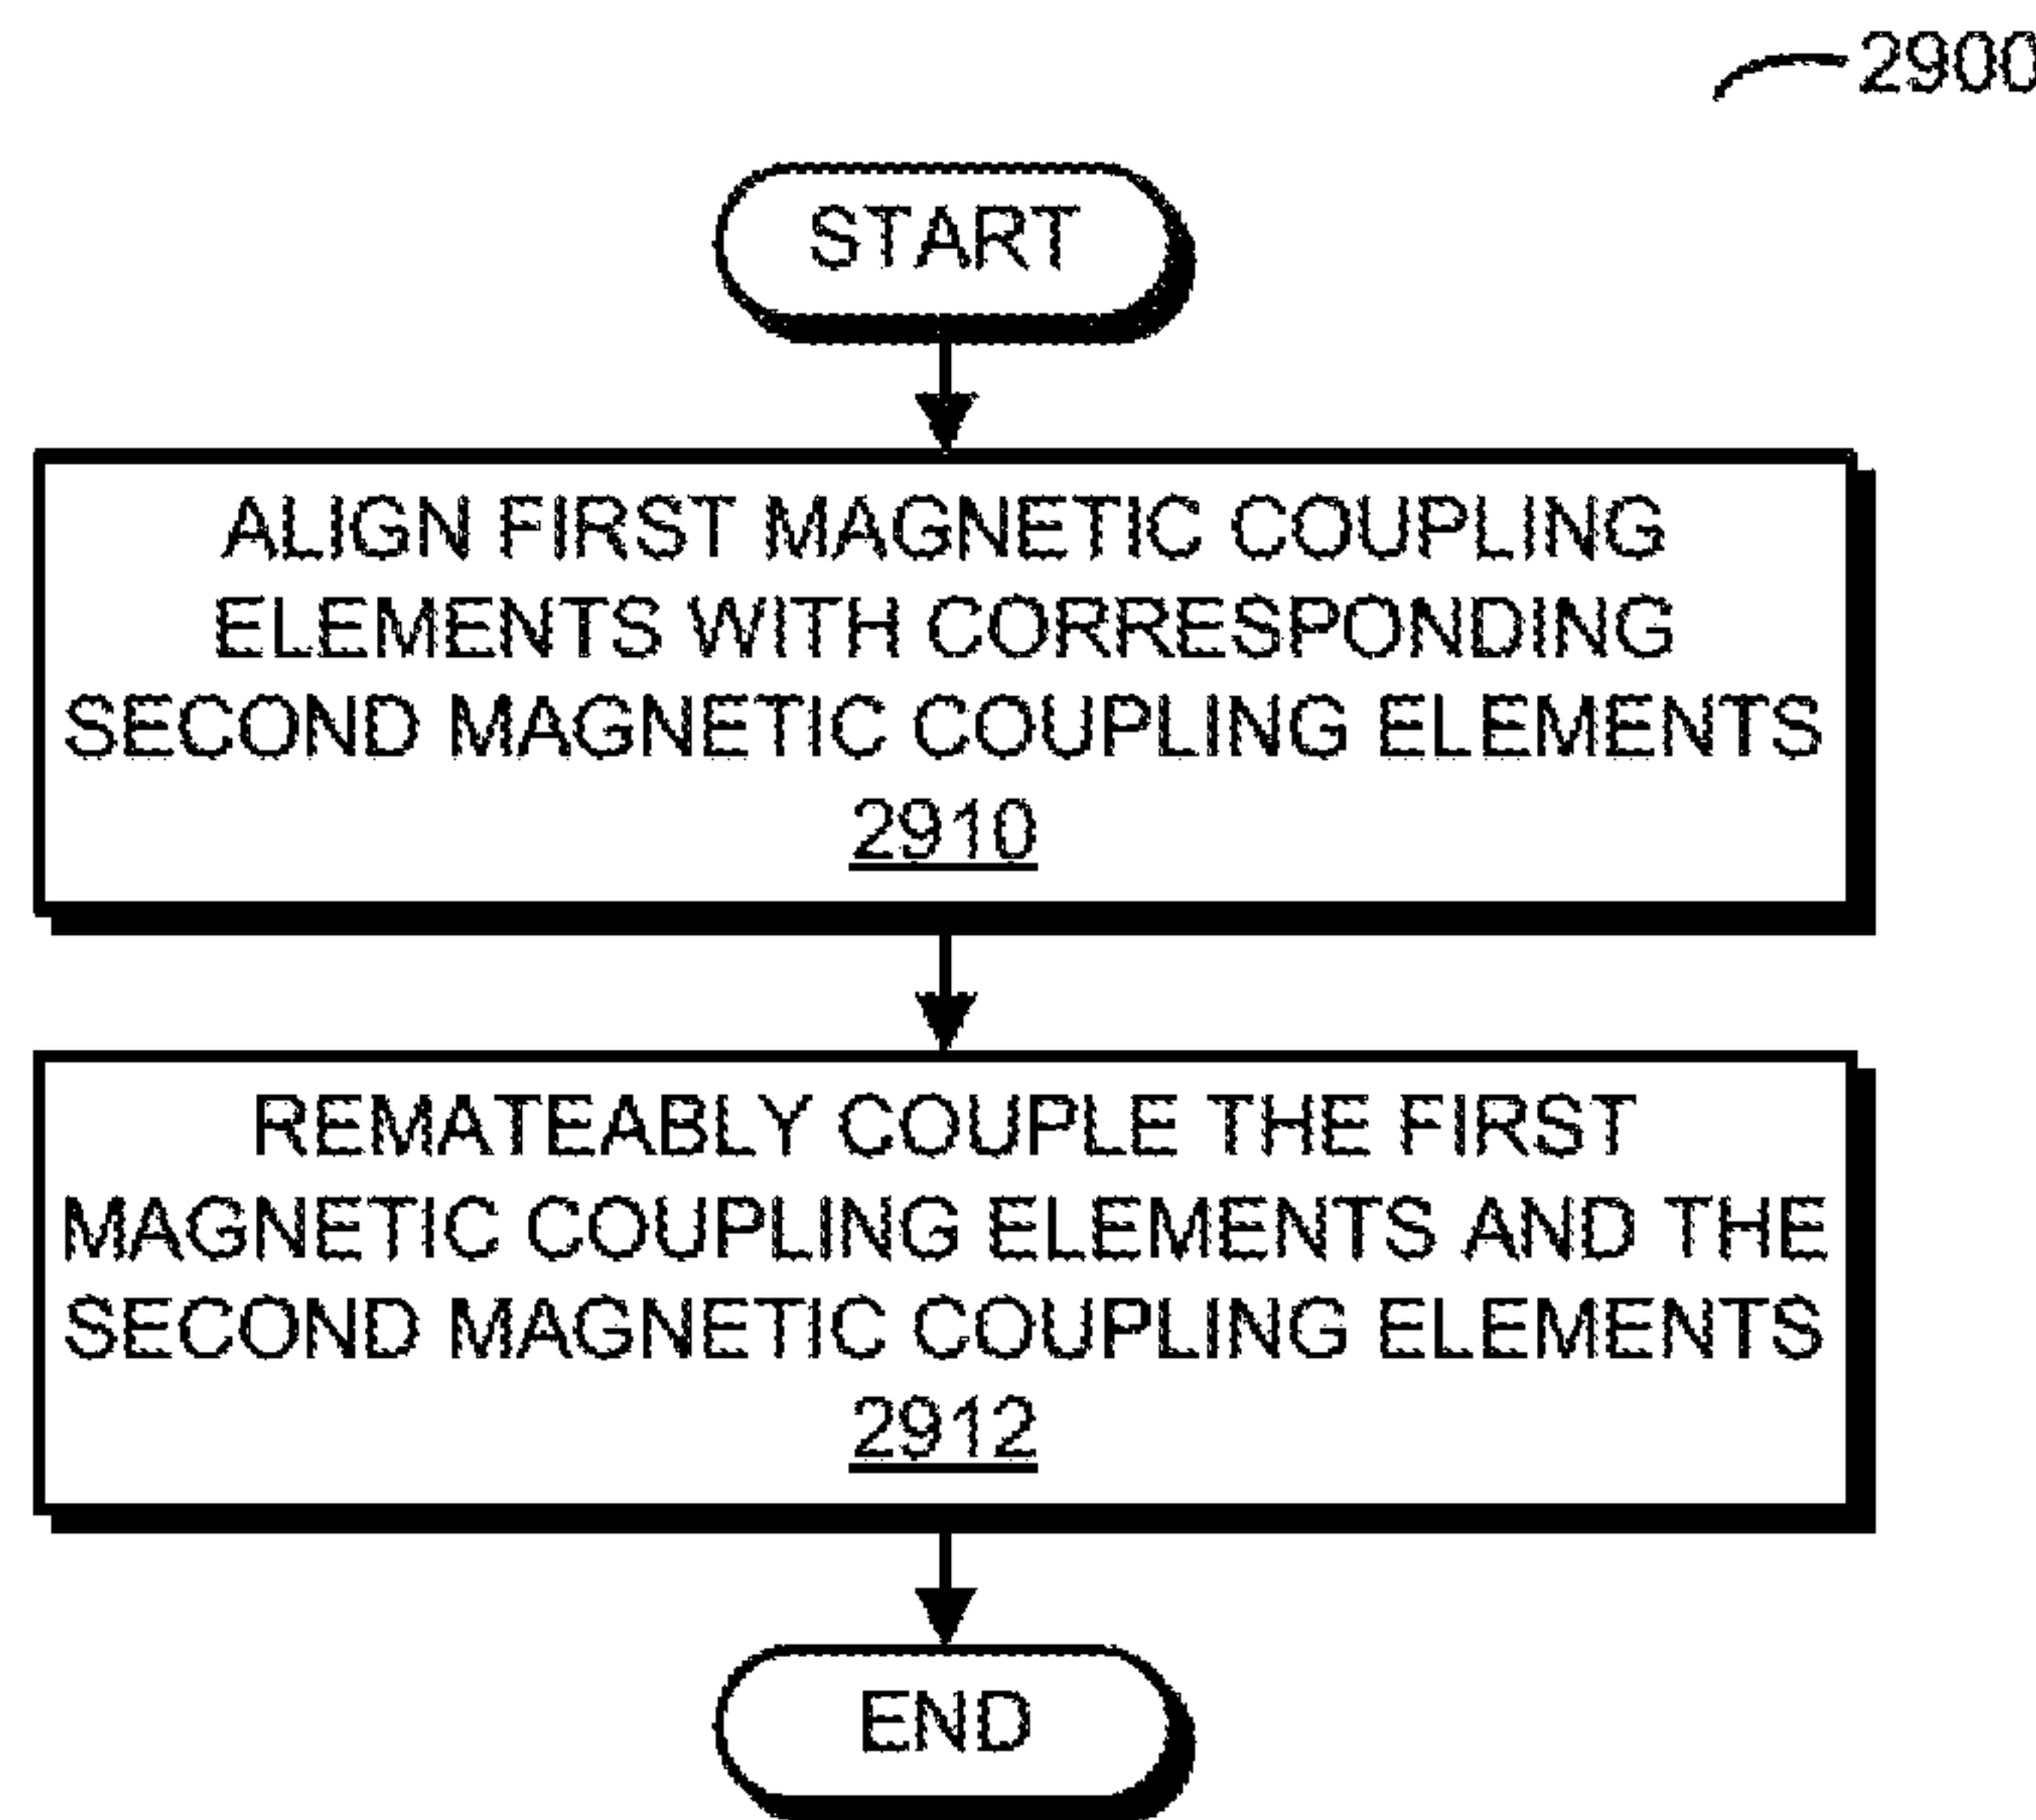 2900
START
ALIGN FIRST MAGNETIC COUPLING
ELEMENTS WITH CORRESPONDING
SECOND MAGNETIC COUPLING ELEMENTS
2910
REMATEABLY COUPLE THE FIRST
MAGNETIC COUPLING ELEMENTS AND THE
SECOND MAGNETIC COUPLING ELEMENTS
2912
END